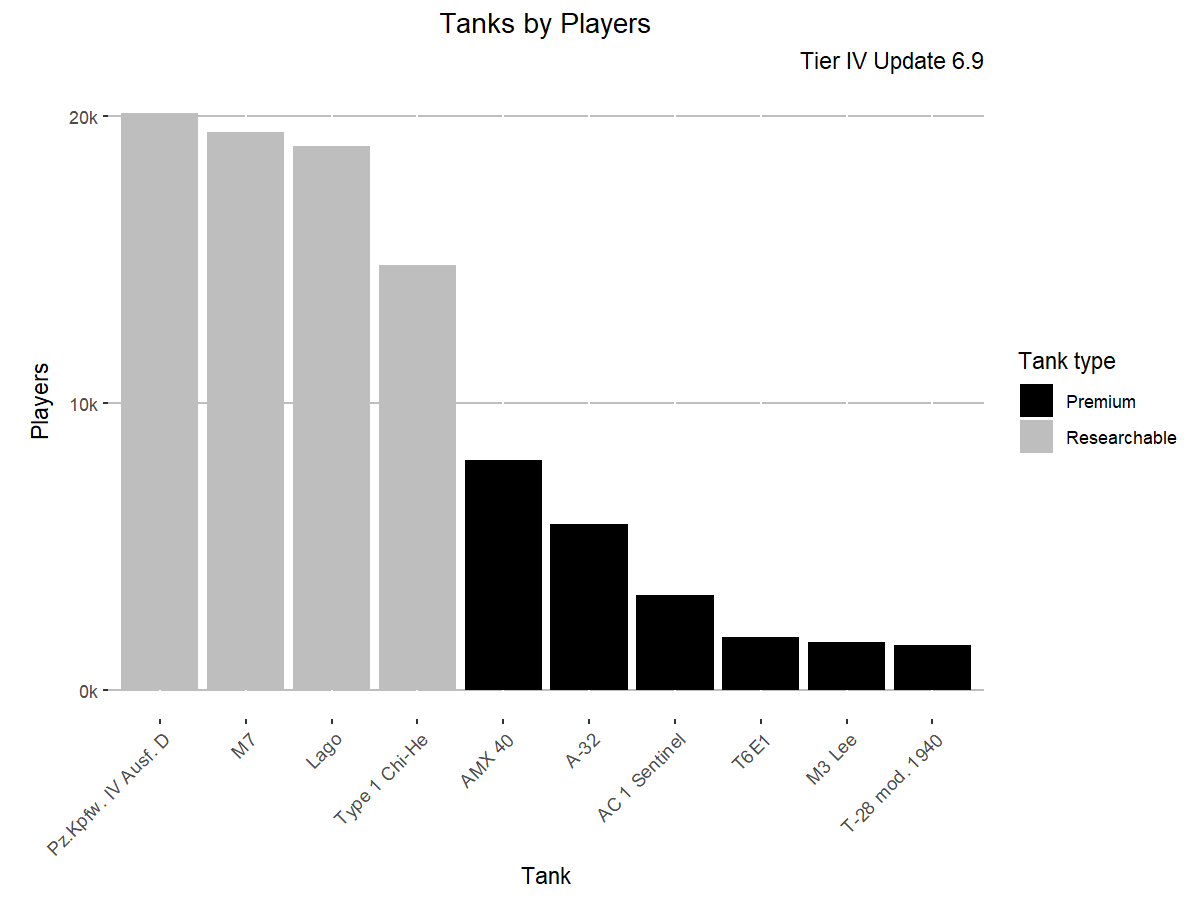 Tanks by Players
Tier IV Update 6.9
20k
10k
0k
Players
Pz.Kpfw. IV Ausf. D
M7
Lago
Type 1 Chi-He
AMX 40
A-32
AC 1 Sentinel
T6E1
M3 Lee
T-28 mod. 1940
Tank
Tank type
Premium
Researchable